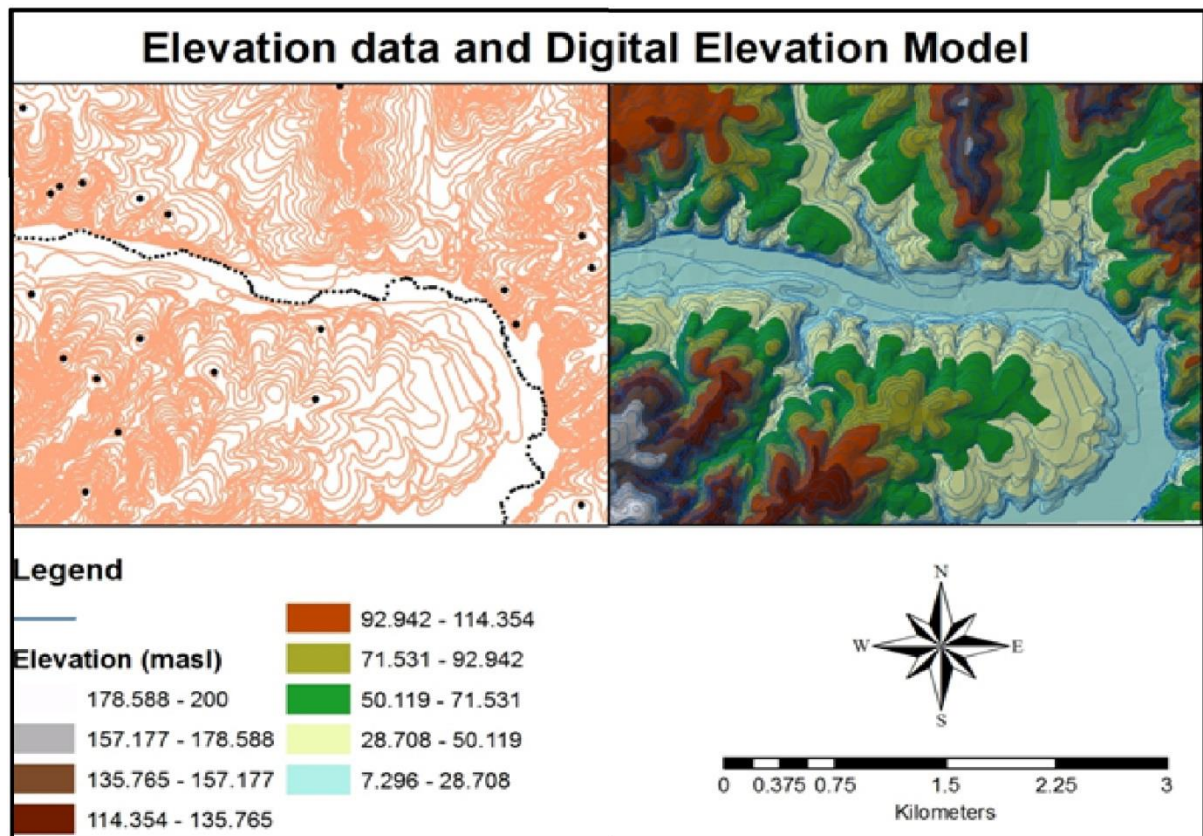 Elevation data and Digital Elevation Model
Legend
Elevation (masl)
178.588 - 200
157.177 - 178.588
135.765 - 157.177
114.354 - 135.765
92.942 - 114.354
71.531 - 92.942
50.119 - 71.531
28.708 - 50.119
7.296 - 28.708
N
W E
S
0 0.375 0.75 1.5 2.25 3
Kilometers